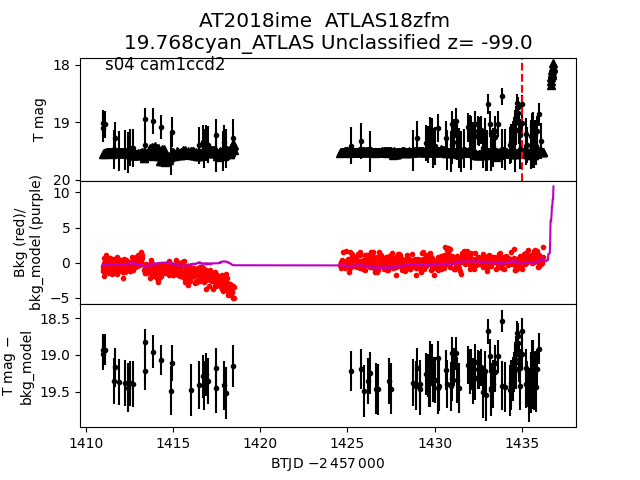 AT2018ime  ATLAS18zfm
19.768cyan_ATLAS Unclassified z= -99.0
s04 cam1ccd2
T mag
18
19
20
Bkg (red)/
bkg_model (purple)
10
5
0
−5
T mag −
bkg_model
18.5
19.0
19.5
1410
1415
1420
1425
1430
1435
BTJD −2 457 000